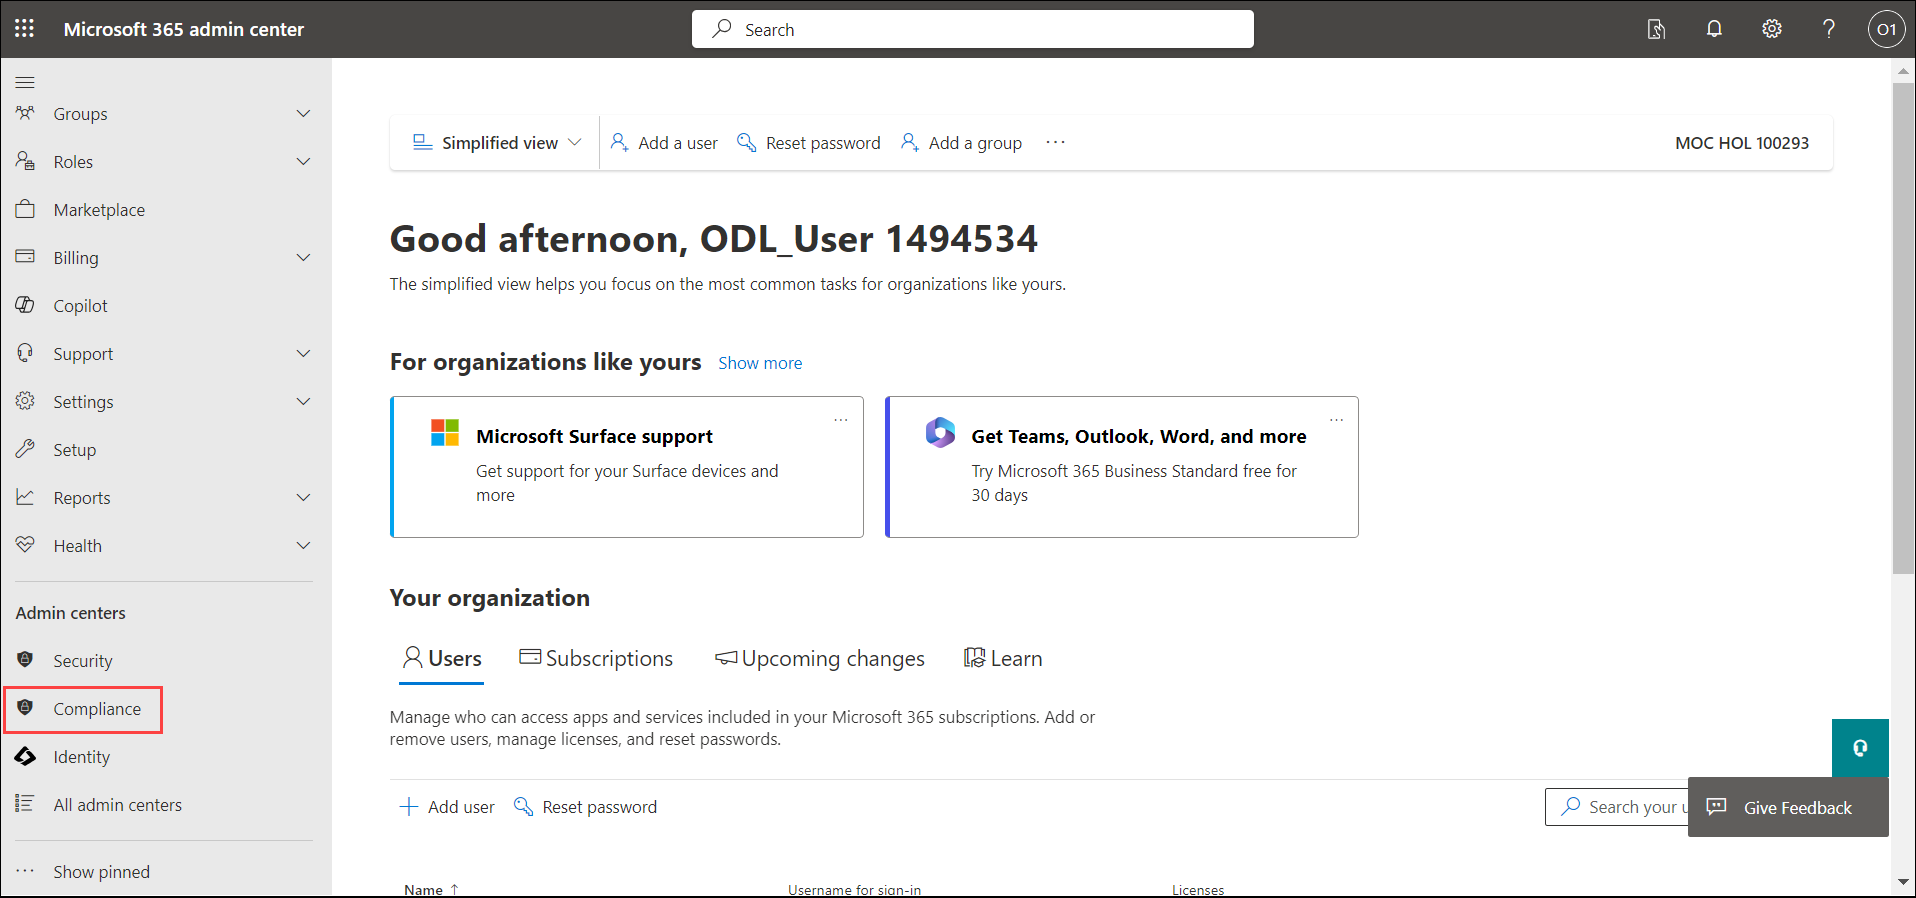 Microsoft 365 admin center
Search
O1
Groups
Roles
Marketplace
Billing
Copilot
Support
Settings
Setup
Reports
Health
Admin centers
Security
Compliance
Identity
All admin centers
Show pinned
Simplified view
Add a user
Reset password
Add a group
MOC HOL 100293
Good afternoon, ODL_User 1494534
The simplified view helps you focus on the most common tasks for organizations like yours.
For organizations like yours
Show more
Microsoft Surface support
Get support for your Surface devices and
more
Get Teams, Outlook, Word, and more
Try Microsoft 365 Business Standard free for
30 days
Your organization
Users
Subscriptions
Upcoming changes
Learn
Manage who can access apps and services included in your Microsoft 365 subscriptions. Add or
remove users, manage licenses, and reset passwords.
Add user
Reset password
Search your u
Give Feedback
Name ↑
Username for sign-in
Licenses